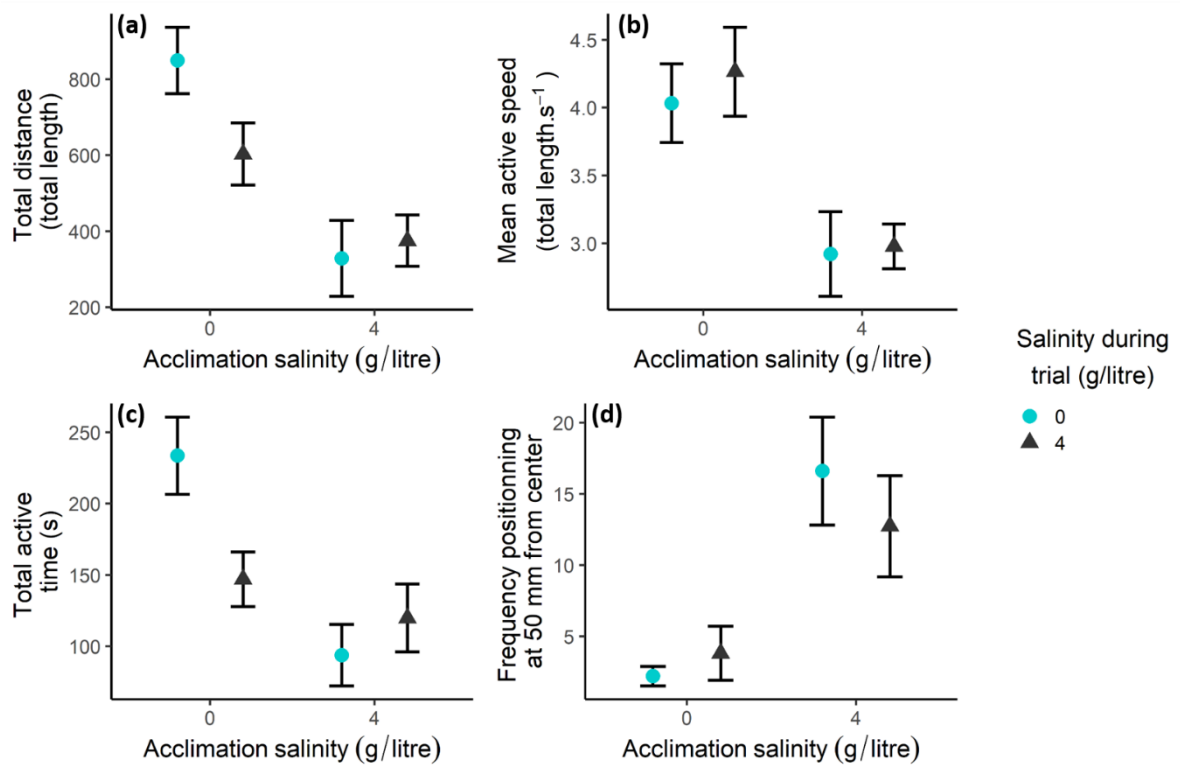 (a)
Total distance
(total length)
800
600
400
200
0
4
Acclimation salinity (g/litre)
(b)
Mean active speed
(total length.s⁻¹ )
4.5
4.0
3.5
3.0
0
4
Acclimation salinity (g/litre)
(c)
Total active
time (s)
250
200
150
100
0
4
Acclimation salinity (g/litre)
(d)
Frequency positionning
at 50 mm from center
20
15
10
5
0
4
Acclimation salinity (g/litre)
Salinity during
trial (g/litre)
0
4